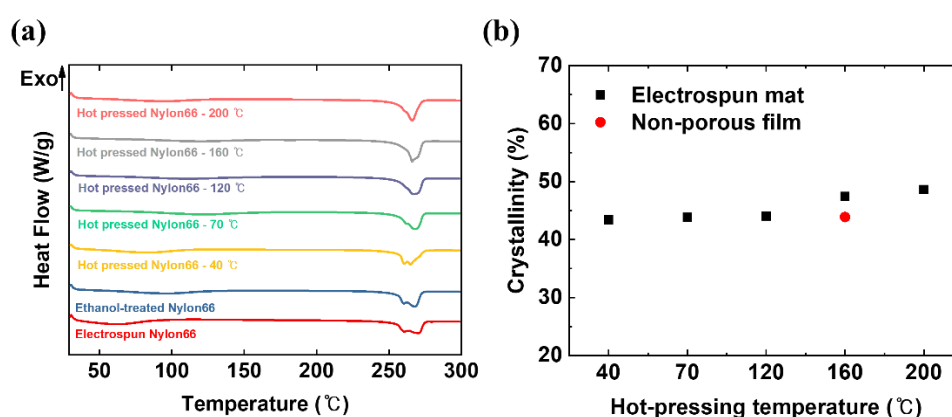 (a)
Exo
Heat Flow (W/g)
Hot pressed Nylon66 - 200 ℃
Hot pressed Nylon66 - 160 ℃
Hot pressed Nylon66 - 120 ℃
Hot pressed Nylon66 - 70 ℃
Hot pressed Nylon66 - 40 ℃
Ethanol-treated Nylon66
Electrospun Nylon66
50 100 150 200 250 300
Temperature (℃)
(b)
Crystallinity (%)
70
60
50
40
30
20
Electrospun mat
Non-porous film
40 70 120 160 200
Hot-pressing temperature (℃)